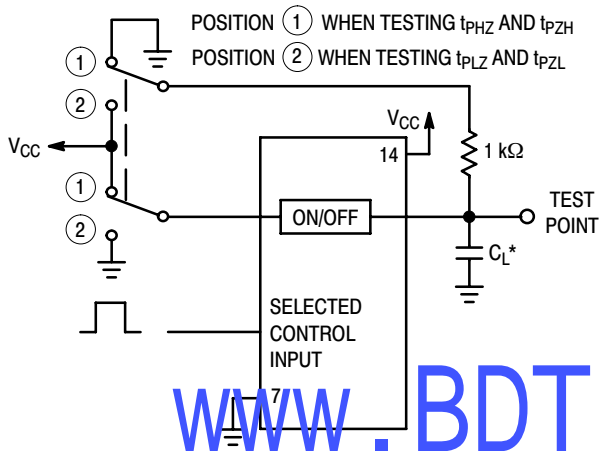 POSITION 1 WHEN TESTING tPHZ AND tPZH
POSITION 2 WHEN TESTING tPLZ AND tPZL
1
2
VCC
1
2
VCC
14
1 kΩ
ON/OFF
TEST
POINT
CL*
SELECTED
CONTROL
INPUT
7
WWW.BDT